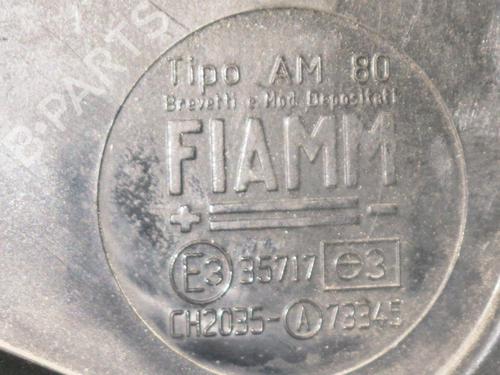 Tipo AM 80
Brevetti e Mod. Depositati
FIAMM
+ -
E3 35717 ⊖3
CH2035-A 73345
B-PARTS